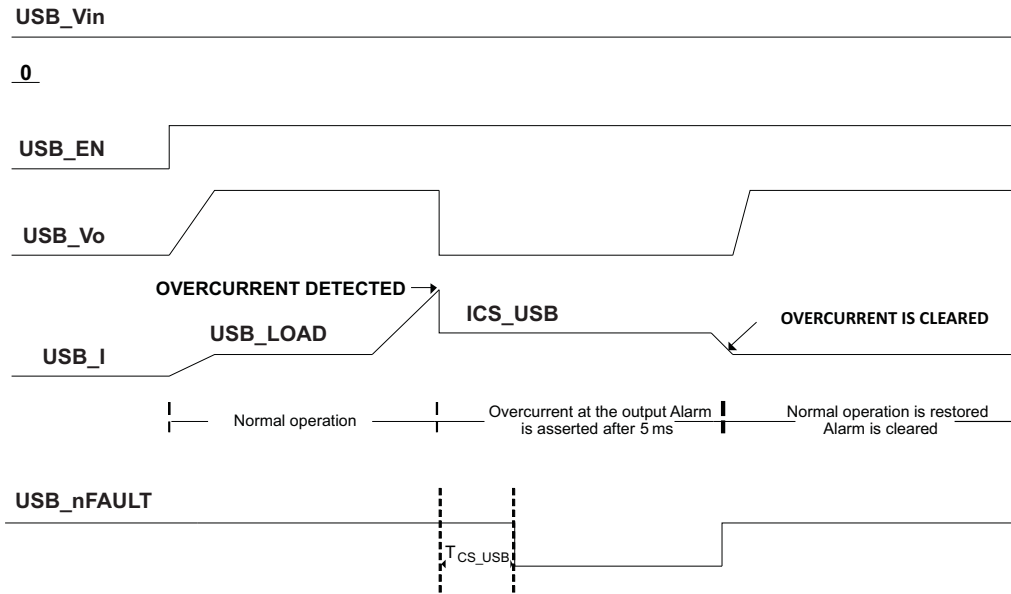 USB_Vin
0
USB_EN
USB_Vo
OVERCURRENT DETECTED
ICS_USB
OVERCURRENT IS CLEARED
USB_LOAD
USB_I
Normal operation
Overcurrent at the output Alarm
is asserted after 5 ms
Normal operation is restored
Alarm is cleared
USB_nFAULT
TCS_USB